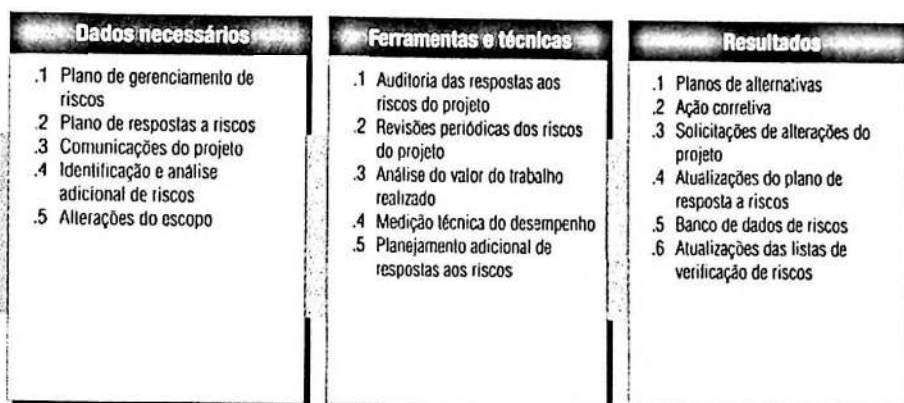 Dados necessários
.1 Plano de gerenciamento de
riscos
.2 Plano de respostas a riscos
.3 Comunicações do projeto
.4 Identificação e análise
adicional de riscos
.5 Alterações do escopo
Ferramentas e técnicas
.1 Auditoria das respostas aos
riscos do projeto
.2 Revisões periódicas dos riscos
do projeto
.3 Análise do valor do trabalho
realizado
.4 Medição técnica do desempenho
.5 Planejamento adicional de
respostas aos riscos
Resultados
.1 Planos de alternativas
.2 Ação corretiva
.3 Solicitações de alterações do
projeto
.4 Atualizações do plano de
resposta a riscos
.5 Banco de dados de riscos
.6 Atualizações das listas de
verificação de riscos